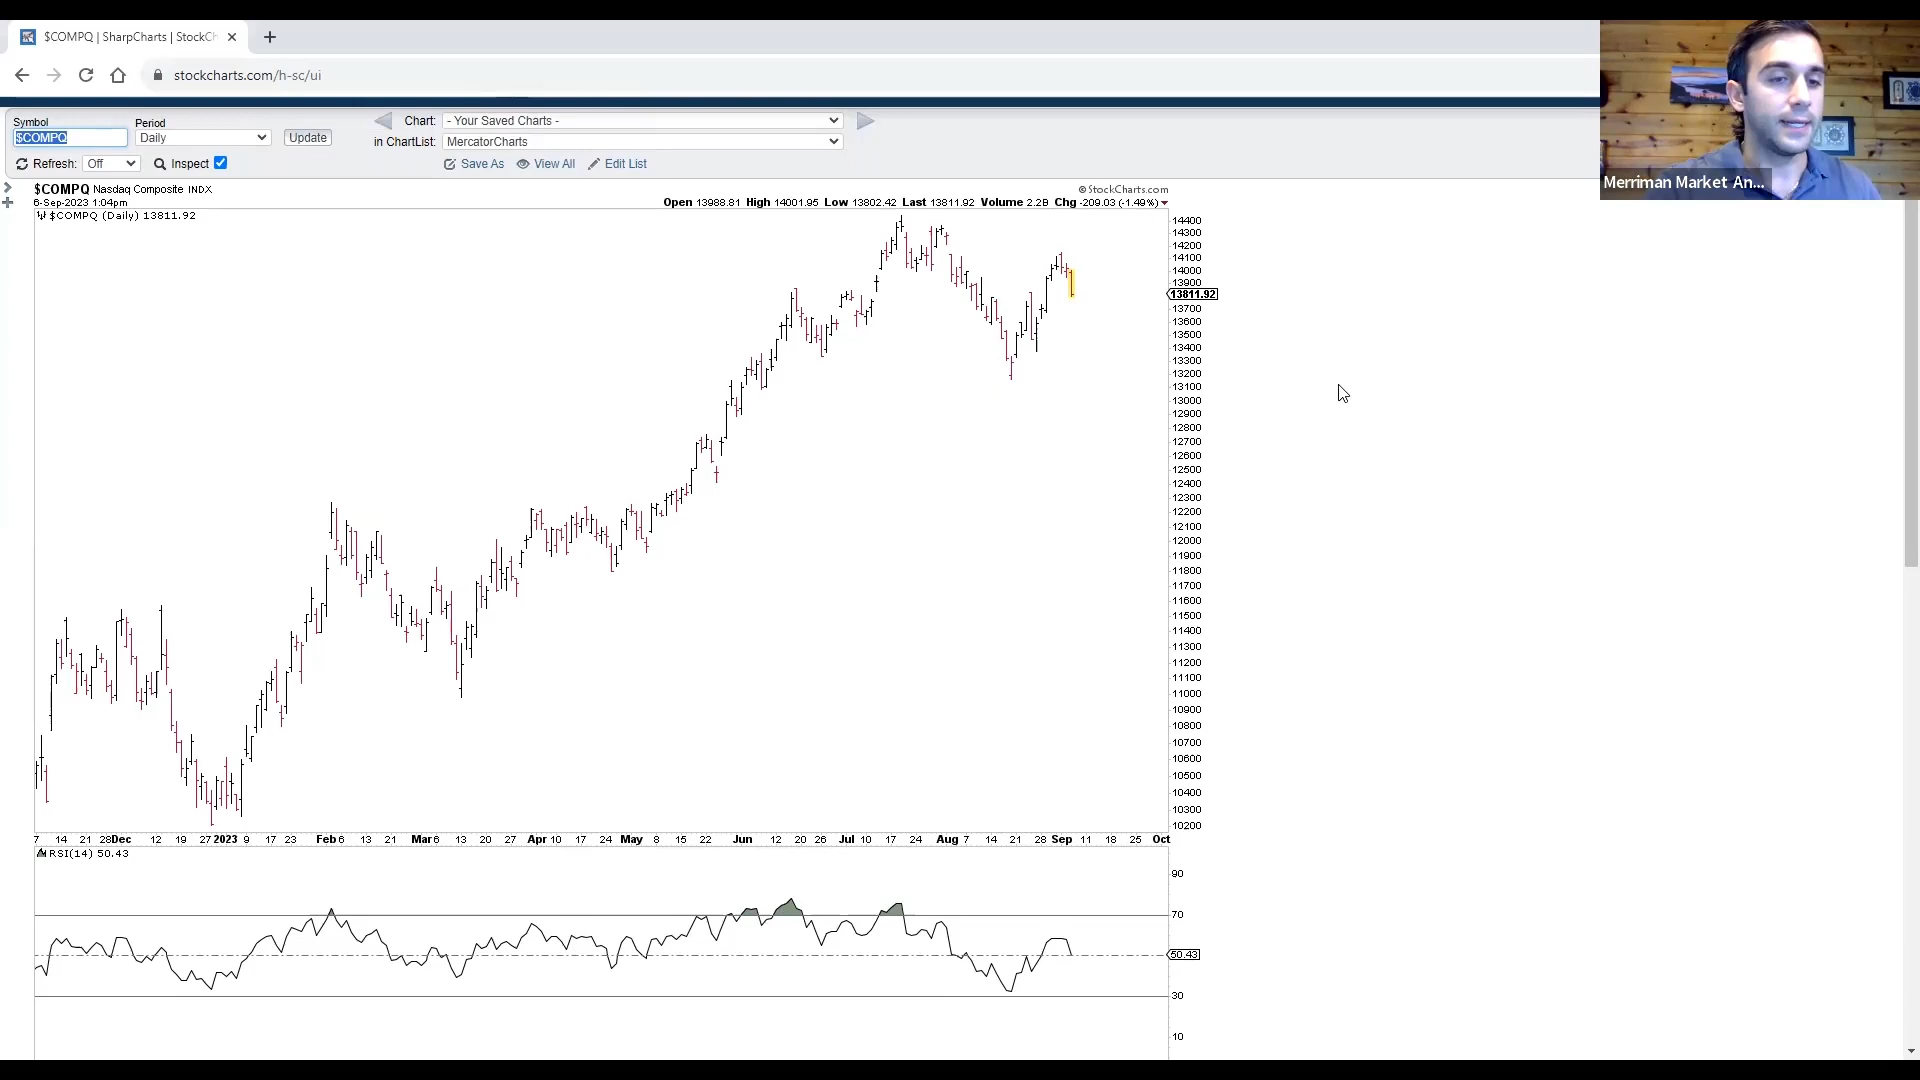 $COMPQ | SharpCharts | StockCh
stockcharts.com/h-sc/ui
Symbol
Period
Chart:
- Your Saved Charts -
$COMPQ
Daily
Update
in ChartList:
MercatorCharts
Refresh:
Off
Inspect
Save As
View All
Edit List
Merriman Market An...
$COMPQ Nasdaq Composite INDX
©StockCharts.com
6-Sep-2023 1:04pm
Open 13988.81 High 14001.95 Low 13802.42 Last 13811.92 Volume 2.2B Chg -209.03 (-1.49%)
$COMPQ (Daily) 13811.92
14400
14300
14200
14100
14000
13900
13811.92
13700
13600
13500
13400
13300
13200
13100
13000
12900
12800
12700
12600
12500
12400
12300
12200
12100
12000
11900
11800
11700
11600
11500
11400
11300
11200
11100
11000
10900
10800
10700
10600
10500
10400
10300
10200
7 14 21 28 Dec 12 19 27 2023 9 17 23 Feb 6 13 21 Mar 6 13 20 27 Apr 10 17 24 May 8 15 22 Jun 12 20 26 Jul 10 17 24 Aug 7 14 21 28 Sep 11 18 25 Oct
RSI(14) 50.43
90
70
50.43
30
10